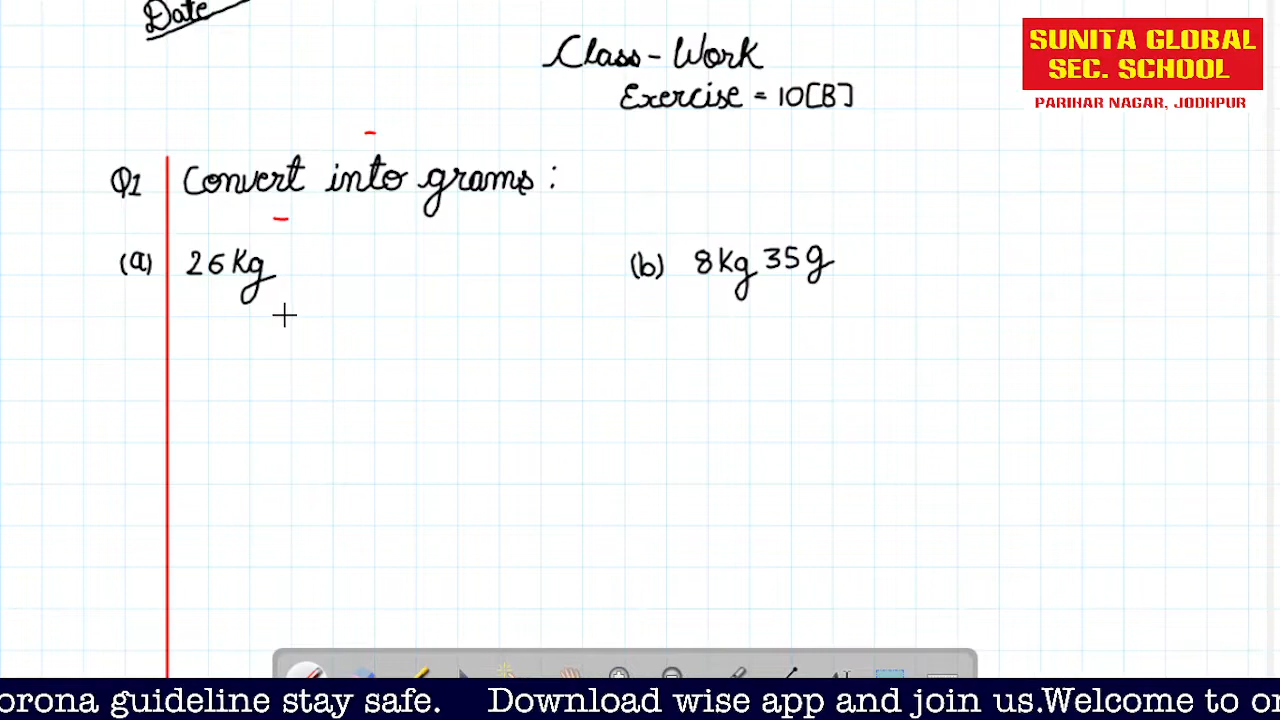 Date
SUNITA GLOBAL
SEC. SCHOOL
PARIHAR NAGAR, JODHPUR
Class - Work
Exercise = 10[B]
Q1 Convert into grams :
(a) 26 Kg
(b) 8 Kg 35 g
orona guideline stay safe. Download wise app and join us.Welcome to